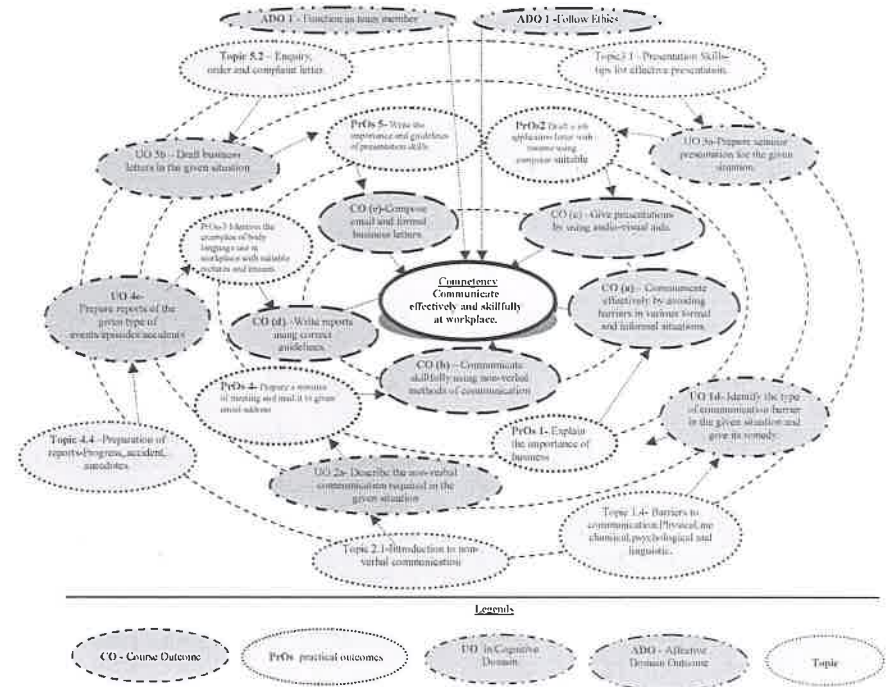 ADO 1 - Function as team member
ADO 1 -Follow Ethics
Topic 5.2 – Enquiry,
order and complaint letter.
Topic3.1 – Presentation Skills–
tips for effective presentation.
PrOs 5- Write the
importance and guidelines
of presentation skills
PrOs2 Draft a job
application letter with
resume using
computer suitable
UO 5b – Draft business
letters in the given situation
UO 3a-Prepare seminar
presentation for the given
situation.
CO (e)-Compose
email and formal
business letters.
CO (c) – Give presentations
by using audio-visual aids.
PrOs-3 Identify the
examples of body
language use in
workplace with suitable
pictures and
Competency
Communicate
effectively and skillfully
at workplace.
UO 4c-
Prepare reports of the
given type of
events/episodes/accidents
CO (a) – Communicate
effectively by avoiding
barriers in various formal
and informal situations.
CO (d) –Write reports
using correct
guidelines.
CO (b) – Communicate
skillfully using non-verbal
methods of communication
PrOs 4- Prepare a minutes
of meeting and mail it to given
email address
UO 1d- Identify the type
of communication barrier
in the given situation and
give its remedy.
PrOs 1- Explain
the importance of
business
Topic 4.4 –Preparation of
reports-Progress, accident,
anecdotes.
UO 2a- Describe the non-verbal
communication required in the
given situation
Topic 1.4- Barriers to
communication.Physical,me
chanical,psychological and
linguistic.
Topic 2.1-Introduction to non-
verbal communication
Legends
CO - Course Outcome
PrOs practical outcomes
UO in Cognitive
Domain
ADO - Affective
Domain Outcome
Topic